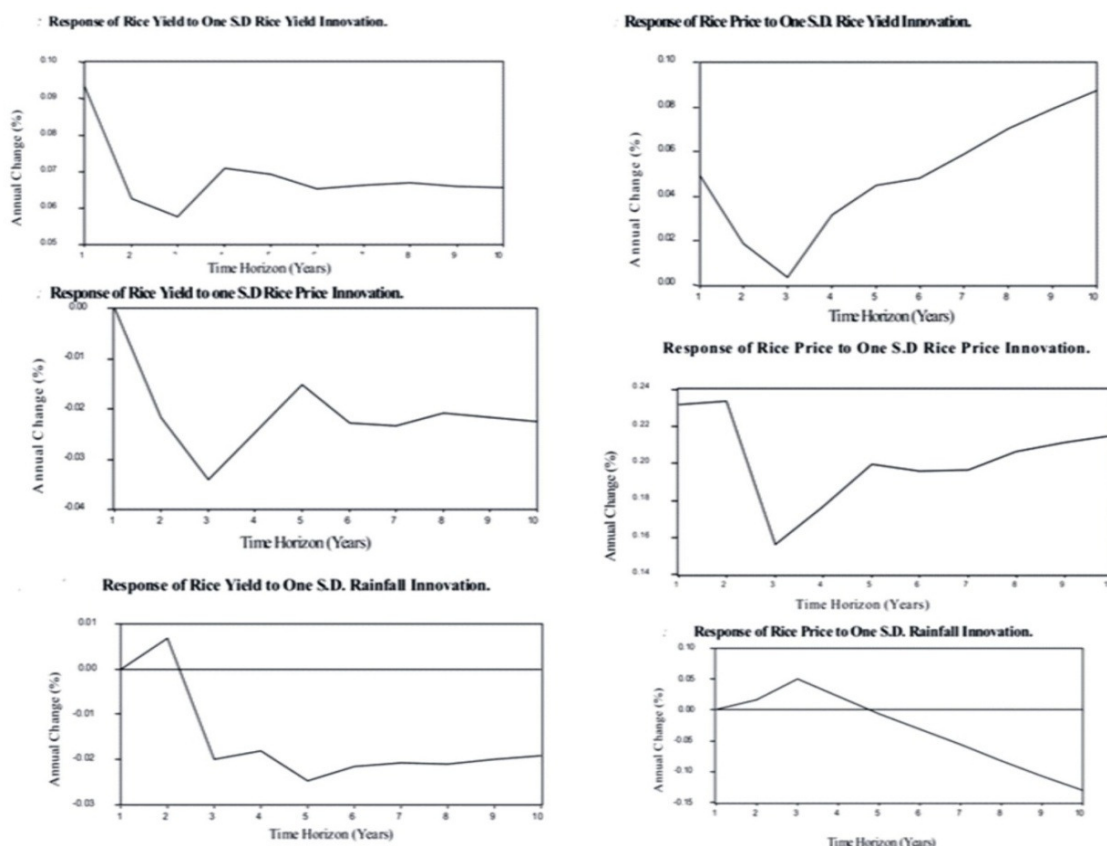 Response of Rice Yield to One S.D Rice Yield Innovation.
Annual Change (%)
0.10
0.09
0.08
0.07
0.06
0.05
1 2 8 9 10
Time Horizon (Years)
Response of Rice Price to One S.D. Rice Yield Innovation.
Annual Change (%)
0.10
0.08
0.06
0.04
0.02
0.00
1 2 3 4 5 6 7 8 9 10
Time Horizon (Years)
Response of Rice Yield to one S.D Rice Price Innovation.
Annual Change (%)
0.00
-0.01
-0.02
-0.03
-0.04
1 2 3 4 5 6 7 8 9 10
Time Horizon (Years)
Response of Rice Price to One S.D Rice Price Innovation.
Annual Change (%)
0.24
0.22
0.20
0.18
0.16
0.14
1 2 3 4 5 6 7 8 9
Time Horizon (Years)
Response of Rice Yield to One S.D. Rainfall Innovation.
Annual Change (%)
0.01
0.00
-0.01
-0.02
-0.03
1 2 3 4 5 6 7 8 9 10
Time Horizon (Years)
Response of Rice Price to One S.D. Rainfall Innovation.
Annual Change (%)
0.10
0.05
0.00
-0.05
-0.10
-0.15
1 2 3 4 5 6 7 8 9 10
Time Horizon (Years)